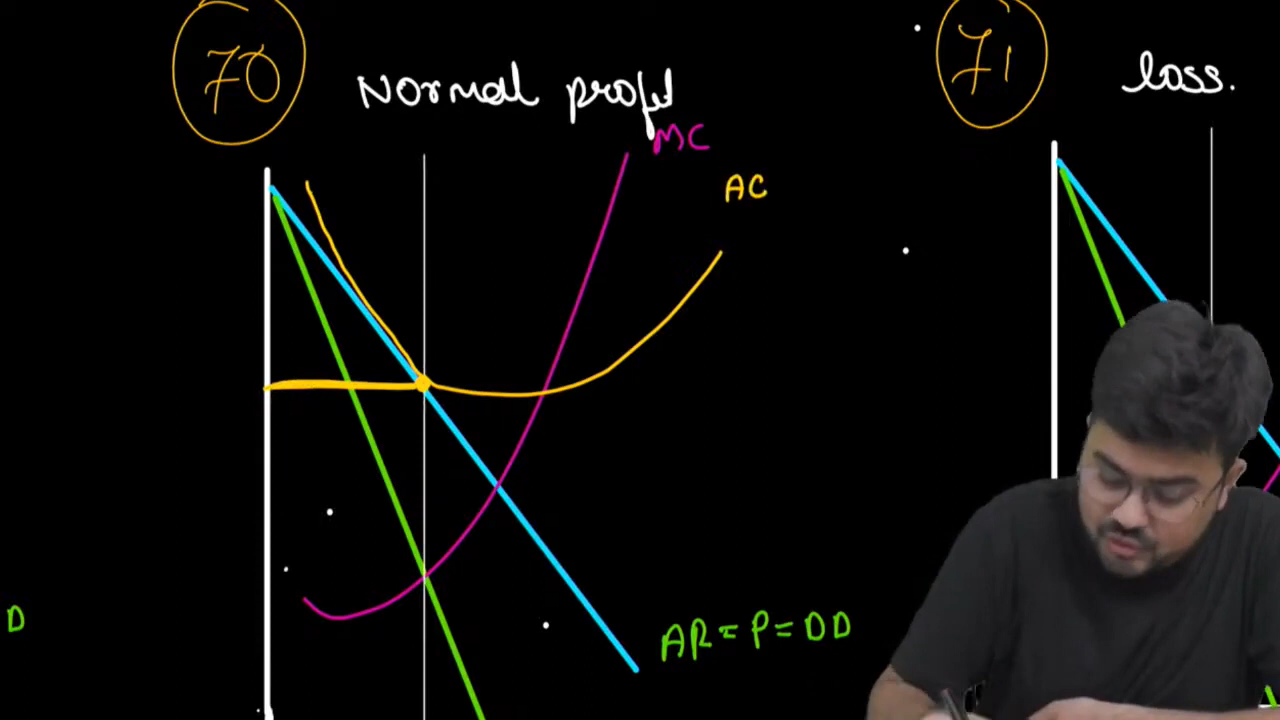 70
Normal profit
MC
AC
AR = P = DD
D
71
loss.